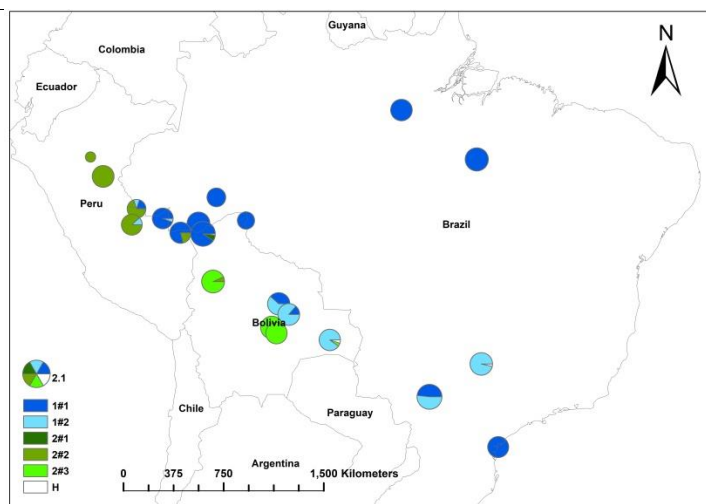 Guyana
Colombia
N
Ecuador
Peru
Brazil
Bolivia
2.1
1#1
1#2
2#1
2#2
2#3
H
Chile
Paraguay
Argentina
0 375 750 1,500 Kilometers